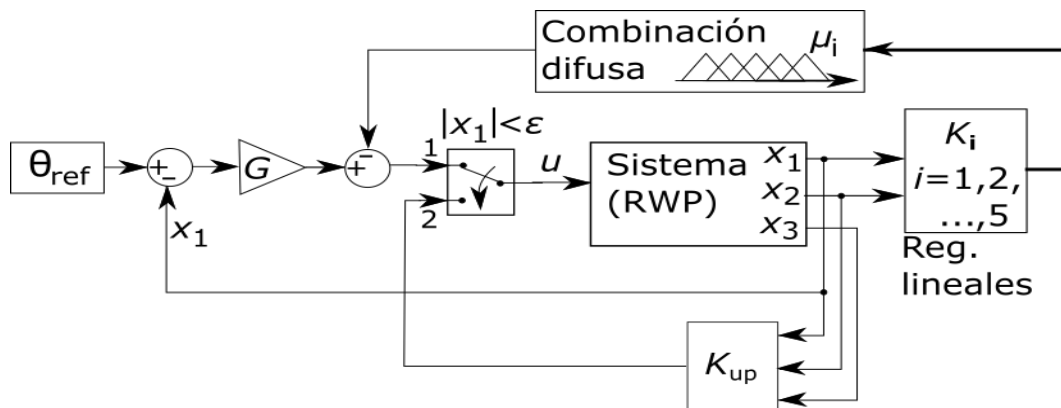 Combinación
difusa
μi
|x1|<ε
θref
+
−
G
+
−
1
2
u
Sistema
(RWP)
x1
x2
x3
Ki
i=1,2,
...,5
Reg.
lineales
x1
Kup